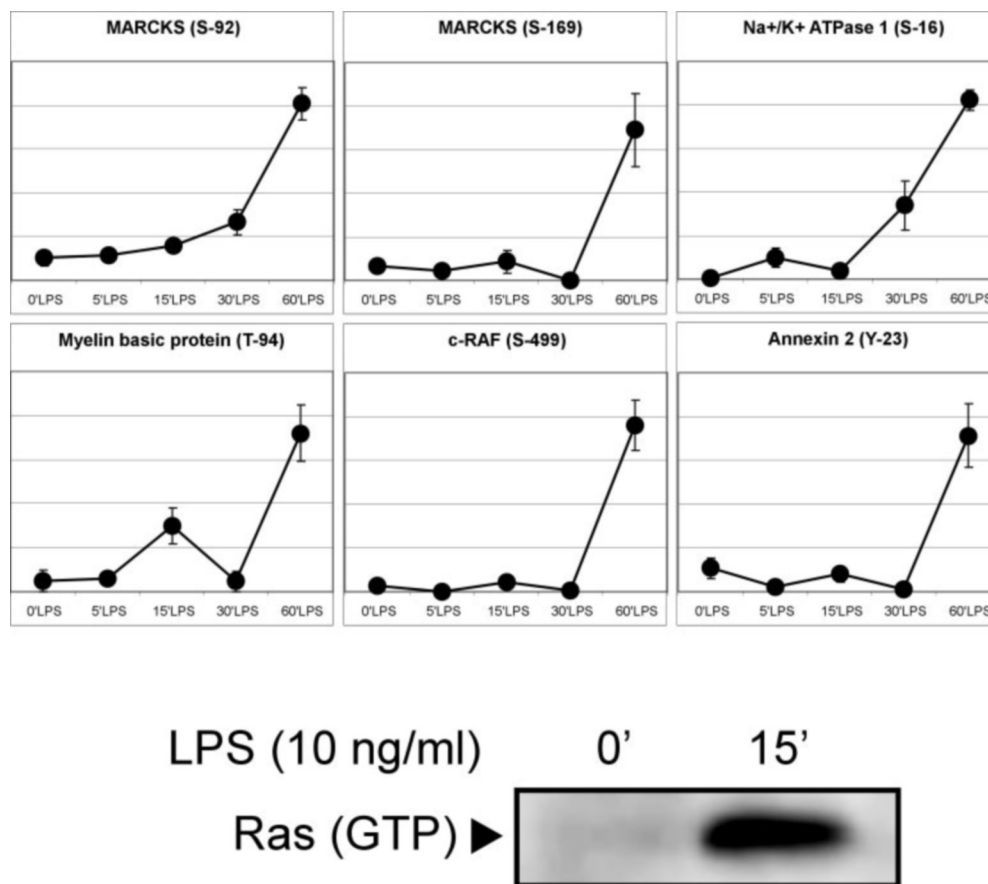 MARCKS (S-92)
MARCKS (S-169)
Na+/K+ ATPase 1 (S-16)
0'LPS 5'LPS 15'LPS 30'LPS 60'LPS
0'LPS 5'LPS 15'LPS 30'LPS 60'LPS
0'LPS 5'LPS 15'LPS 30'LPS 60'LPS
Myelin basic protein (T-94)
c-RAF (S-499)
Annexin 2 (Y-23)
0'LPS 5'LPS 15'LPS 30'LPS 60'LPS
0'LPS 5'LPS 15'LPS 30'LPS 60'LPS
0'LPS 5'LPS 15'LPS 30'LPS 60'LPS
LPS (10 ng/ml) 0’ 15’
Ras (GTP)